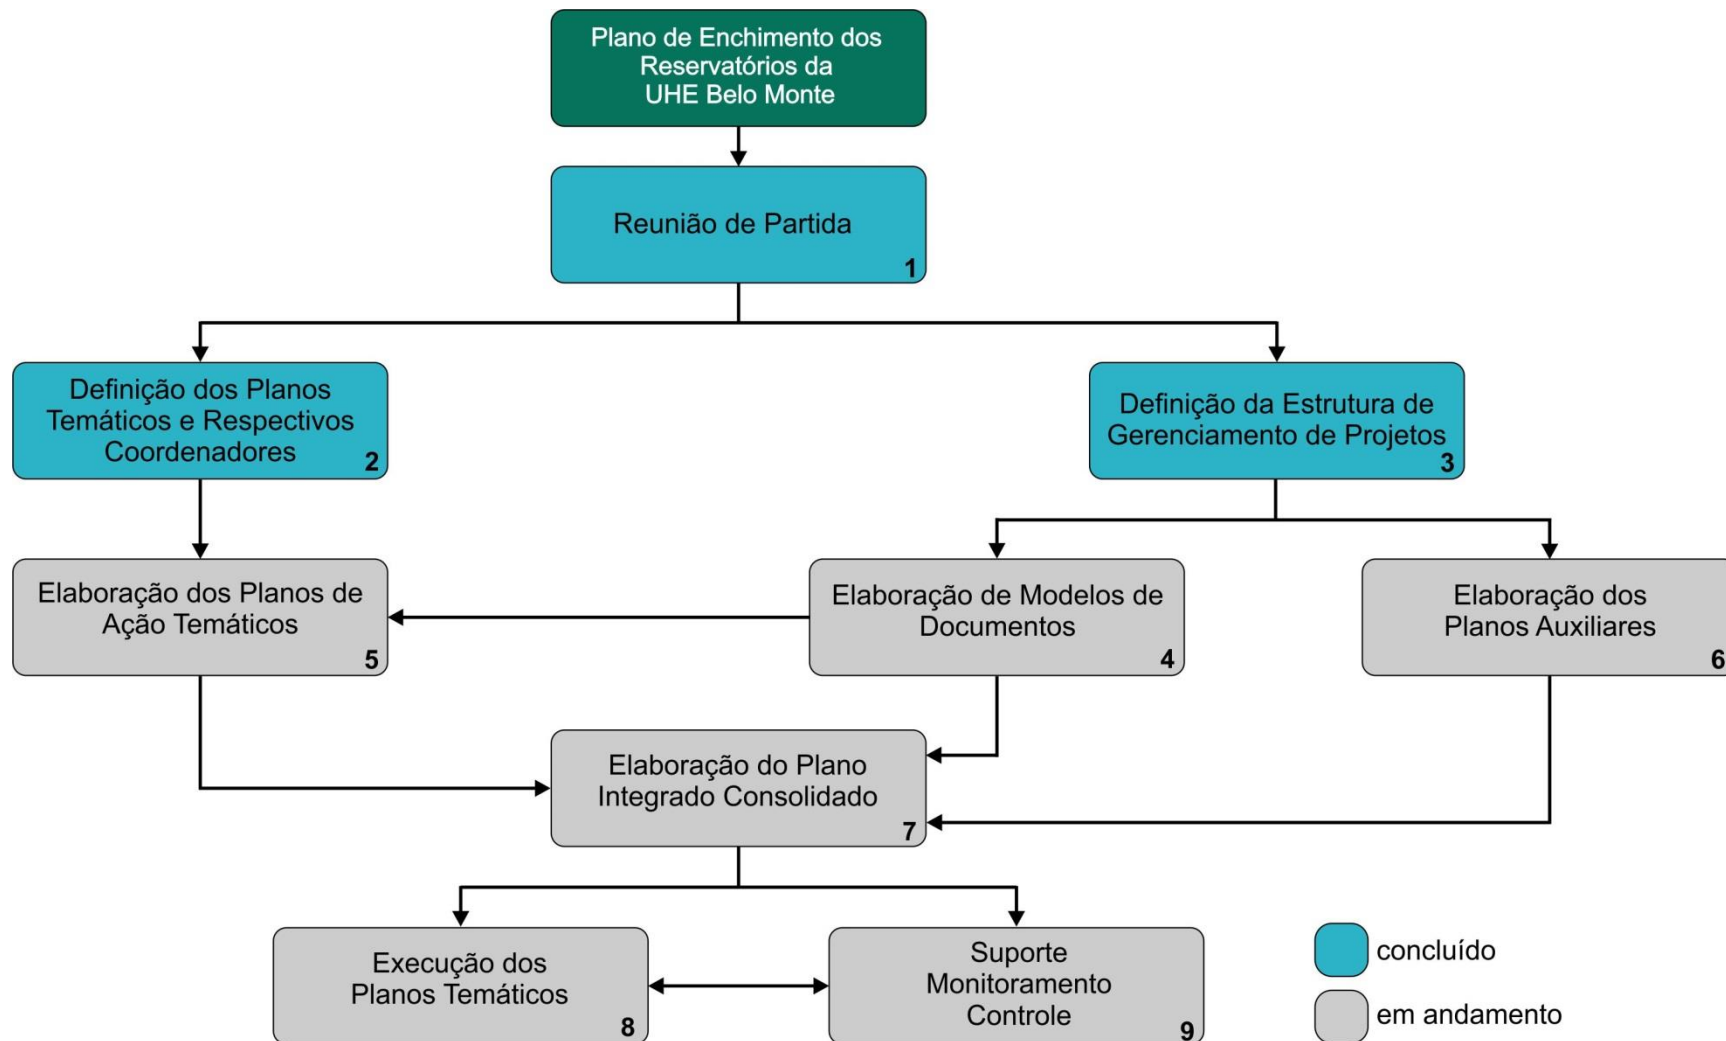 Plano de Enchimento dos
Reservatórios da
UHE Belo Monte
Reunião de Partida
1
Definição dos Planos
Temáticos e Respectivos
Coordenadores
2
Definição da Estrutura de
Gerenciamento de Projetos
3
Elaboração dos Planos de
Ação Temáticos
5
Elaboração de Modelos de
Documentos
4
Elaboração dos
Planos Auxiliares
6
Elaboração do Plano
Integrado Consolidado
7
Execução dos
Planos Temáticos
8
Suporte
Monitoramento
Controle
9
concluído
em andamento